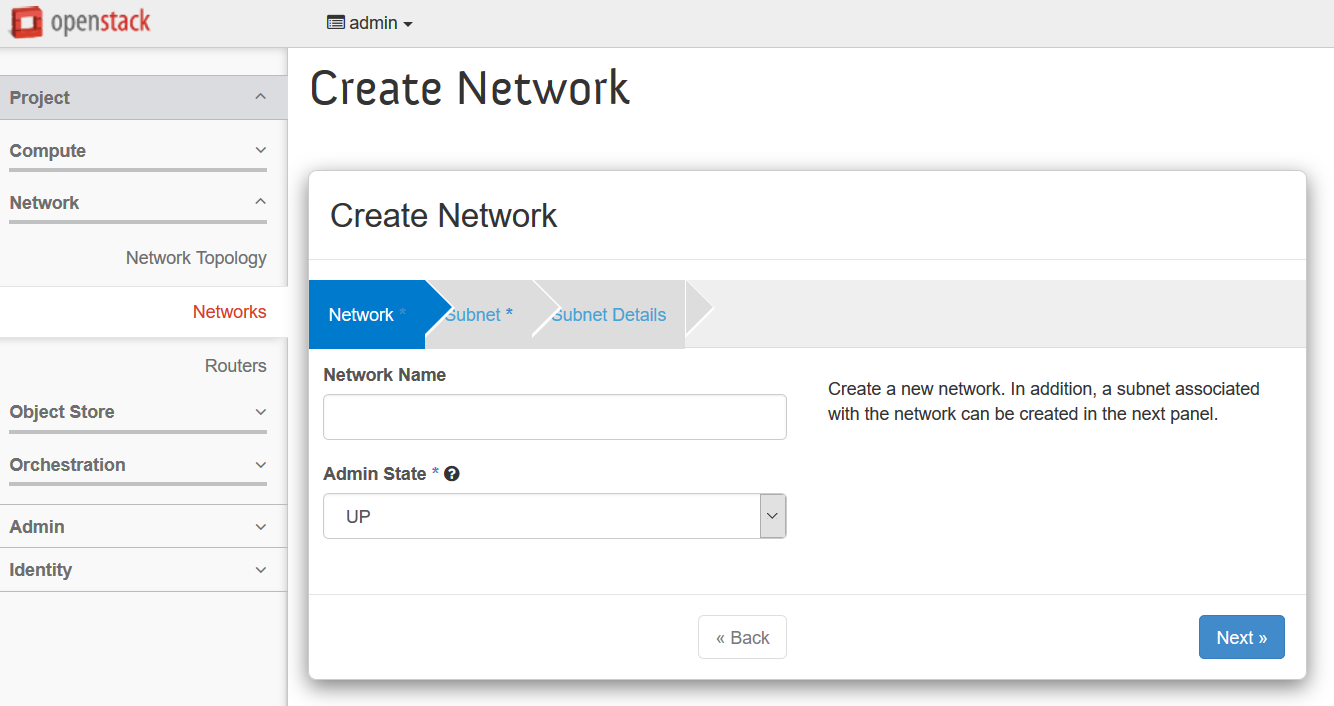 openstack
admin
Project
Compute
Network
Network Topology
Networks
Routers
Object Store
Orchestration
Admin
Identity
Create Network
Create Network
Network *
Subnet *
Subnet Details
Network Name
Admin State * ?
UP
Create a new network. In addition, a subnet associated
with the network can be created in the next panel.
« Back
Next »